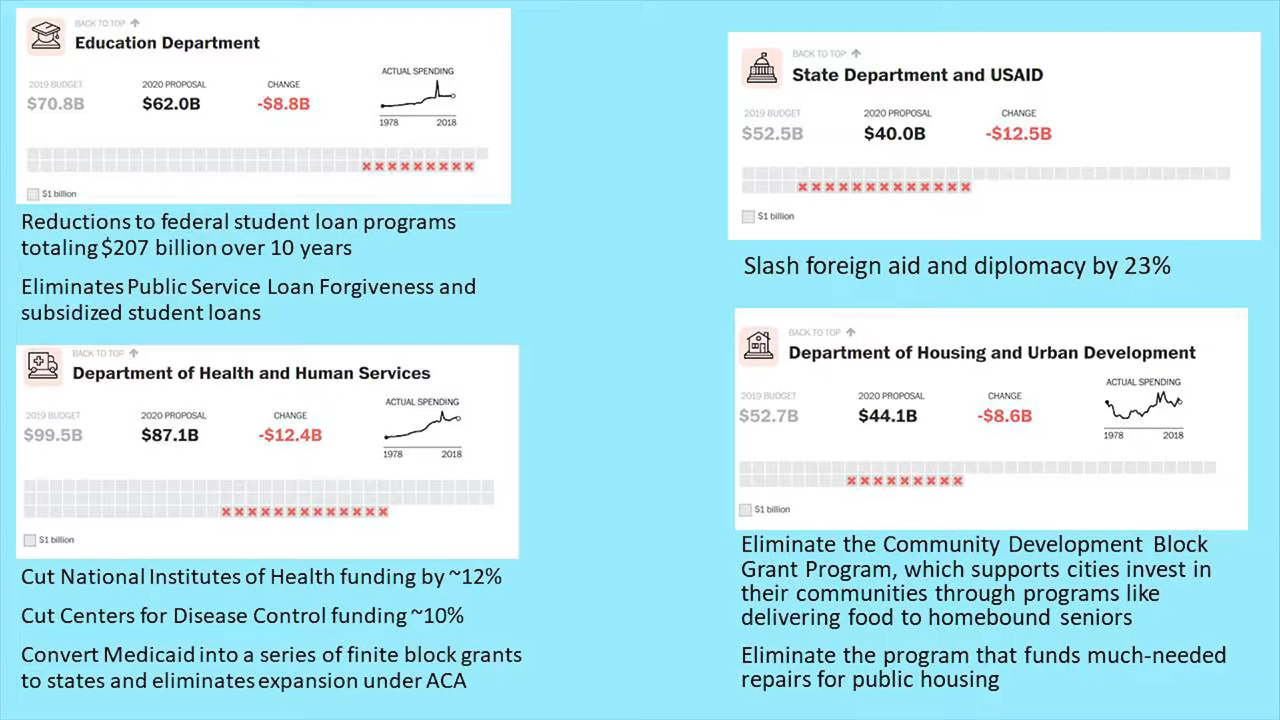 BACK TO TOP ↑
Education Department
2019 BUDGET 2020 PROPOSAL CHANGE ACTUAL SPENDING
$70.8B $62.0B -$8.8B
1978 2018
$1 billion
Reductions to federal student loan programs
totaling $207 billion over 10 years
Eliminates Public Service Loan Forgiveness and
subsidized student loans
BACK TO TOP ↑
Department of Health and Human Services
2019 BUDGET 2020 PROPOSAL CHANGE ACTUAL SPENDING
$99.5B $87.1B -$12.4B
1978 2018
$1 billion
Cut National Institutes of Health funding by ~12%
Cut Centers for Disease Control funding ~10%
Convert Medicaid into a series of finite block grants
to states and eliminates expansion under ACA
BACK TO TOP ↑
State Department and USAID
2019 BUDGET 2020 PROPOSAL CHANGE
$52.5B $40.0B -$12.5B
$1 billion
Slash foreign aid and diplomacy by 23%
BACK TO TOP ↑
Department of Housing and Urban Development
2019 BUDGET 2020 PROPOSAL CHANGE ACTUAL SPENDING
$52.7B $44.1B -$8.6B
1978 2018
$1 billion
Eliminate the Community Development Block
Grant Program, which supports cities invest in
their communities through programs like
delivering food to homebound seniors
Eliminate the program that funds much-needed
repairs for public housing